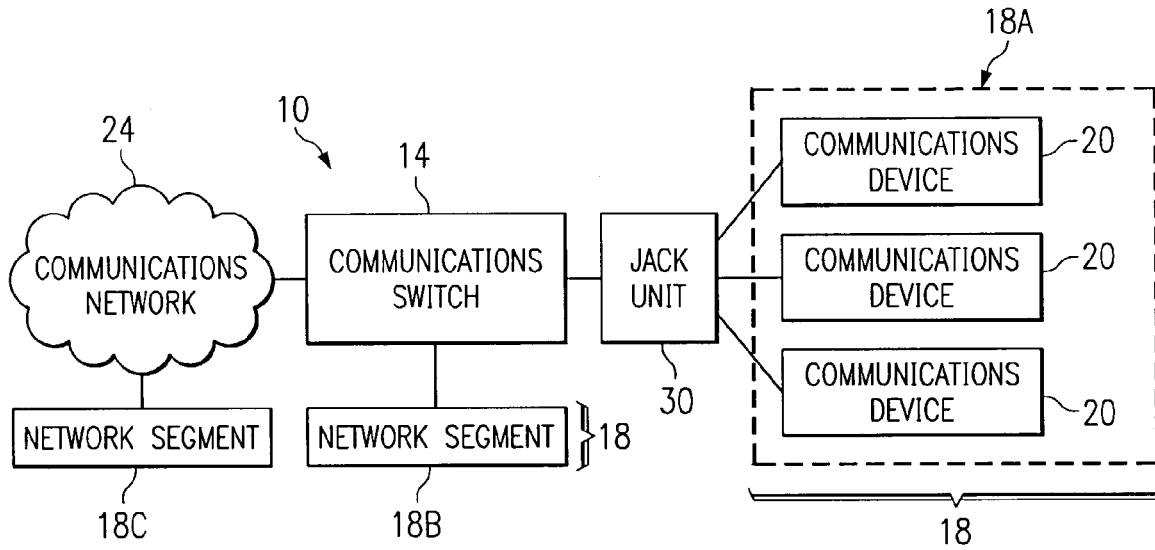 18A
24
10
14
COMMUNICATIONS
DEVICE
20
COMMUNICATIONS
NETWORK
COMMUNICATIONS
SWITCH
JACK
UNIT
COMMUNICATIONS
DEVICE
20
30
COMMUNICATIONS
DEVICE
20
NETWORK SEGMENT
NETWORK SEGMENT
18
18C
18B
18